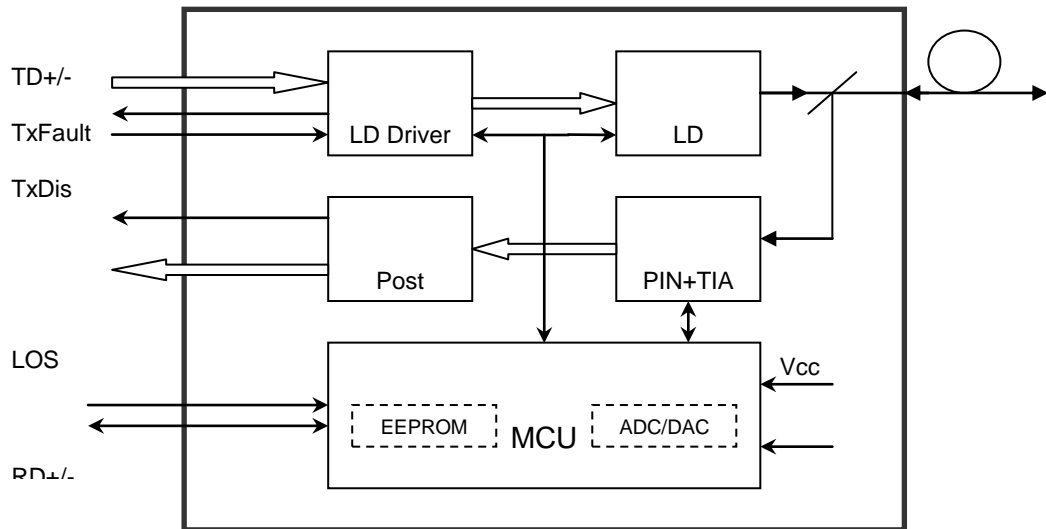 TD+/-
TxFault
LD Driver
LD
TxDis
Post
PIN+TIA
LOS
Vcc
EEPROM
MCU
ADC/DAC
RD+/-